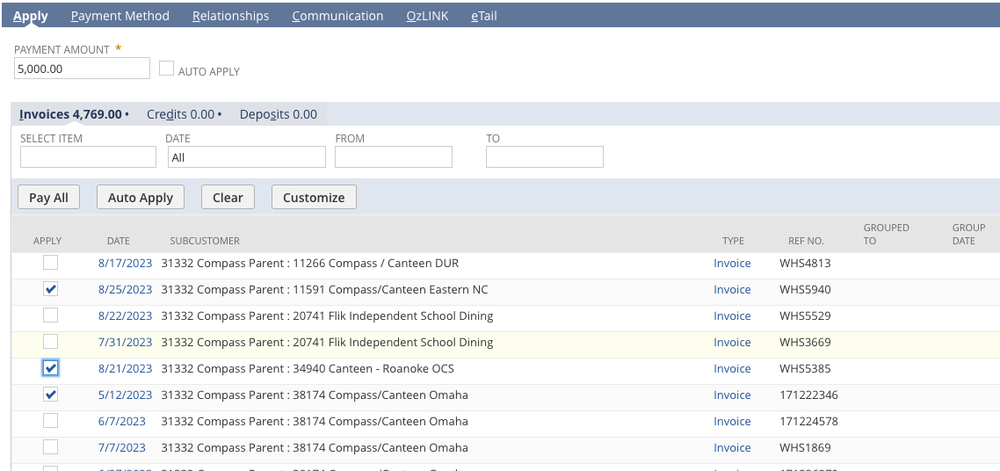 Apply Payment Method Relationships Communication OzLINK eTail
PAYMENT AMOUNT *
5,000.00 AUTO APPLY
Invoices 4,769.00 • Credits 0.00 • Deposits 0.00
SELECT ITEM DATE FROM TO
All
Pay All Auto Apply Clear Customize
APPLY DATE SUBCUSTOMER TYPE REF NO. GROUPED TO GROUP DATE
8/17/2023 31332 Compass Parent : 11266 Compass / Canteen DUR Invoice WHS4813
8/25/2023 31332 Compass Parent : 11591 Compass/Canteen Eastern NC Invoice WHS5940
8/22/2023 31332 Compass Parent : 20741 Flik Independent School Dining Invoice WHS5529
7/31/2023 31332 Compass Parent : 20741 Flik Independent School Dining Invoice WHS3669
8/21/2023 31332 Compass Parent : 34940 Canteen - Roanoke OCS Invoice WHS5385
5/12/2023 31332 Compass Parent : 38174 Compass/Canteen Omaha Invoice 171222346
6/7/2023 31332 Compass Parent : 38174 Compass/Canteen Omaha Invoice 171224578
7/7/2023 31332 Compass Parent : 38174 Compass/Canteen Omaha Invoice WHS1869